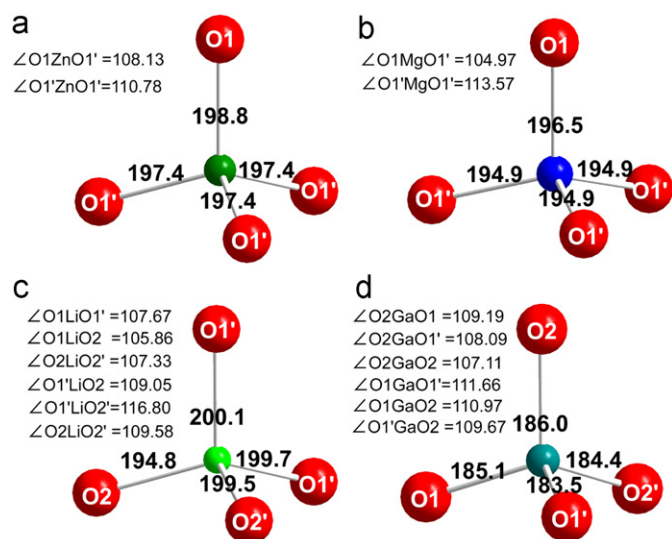 a
∠O1ZnO1' =108.13
∠O1'ZnO1'=110.78
O1
198.8
197.4
197.4
197.4
O1'
O1'
O1'
b
∠O1MgO1' =104.97
∠O1'MgO1'=113.57
O1
196.5
194.9
194.9
194.9
O1'
O1'
O1'
c
∠O1LiO1' =107.67
∠O1LiO2 =105.86
∠O2LiO2' =107.33
∠O1'LiO2 =109.05
∠O1'LiO2'=116.80
∠O2LiO2' =109.58
O1'
200.1
194.8
199.7
199.5
O2
O1'
O2'
d
∠O2GaO1 =109.19
∠O2GaO1' =108.09
∠O2GaO2 =107.11
∠O1GaO1' =111.66
∠O1GaO2 =110.97
∠O1'GaO2 =109.67
O2
186.0
185.1
184.4
183.5
O1
O2'
O1'